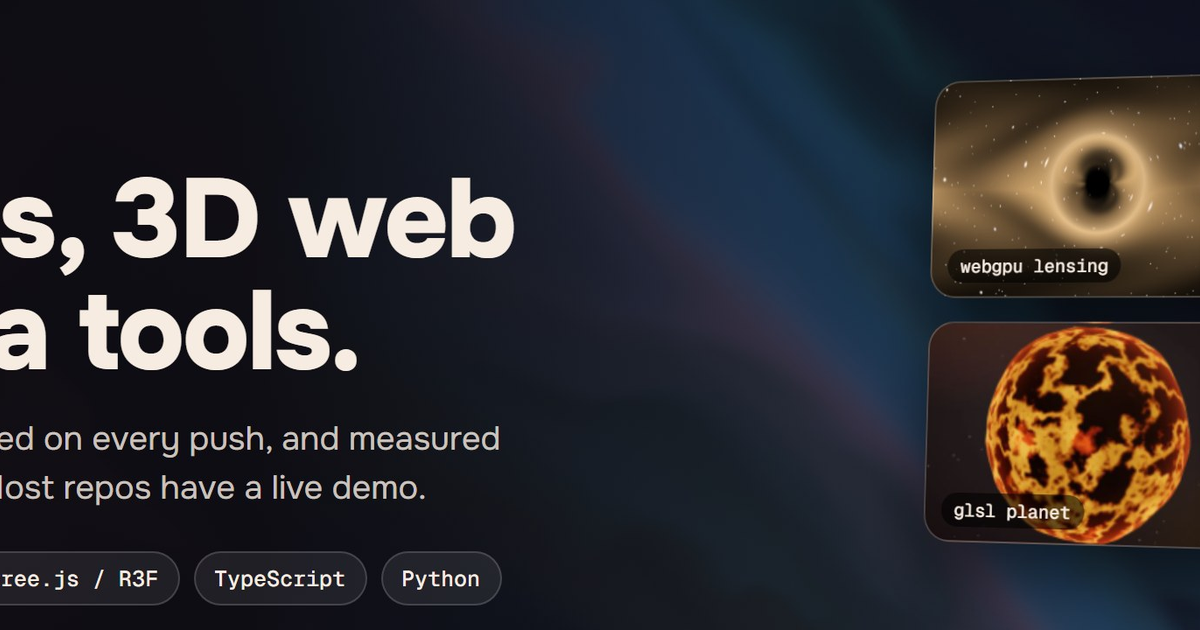 s, 3D web
a tools.
ed on every push, and measured
ost repos have a live demo.
ree.js / R3F
TypeScript
Python
webgpu lensing
glsl planet